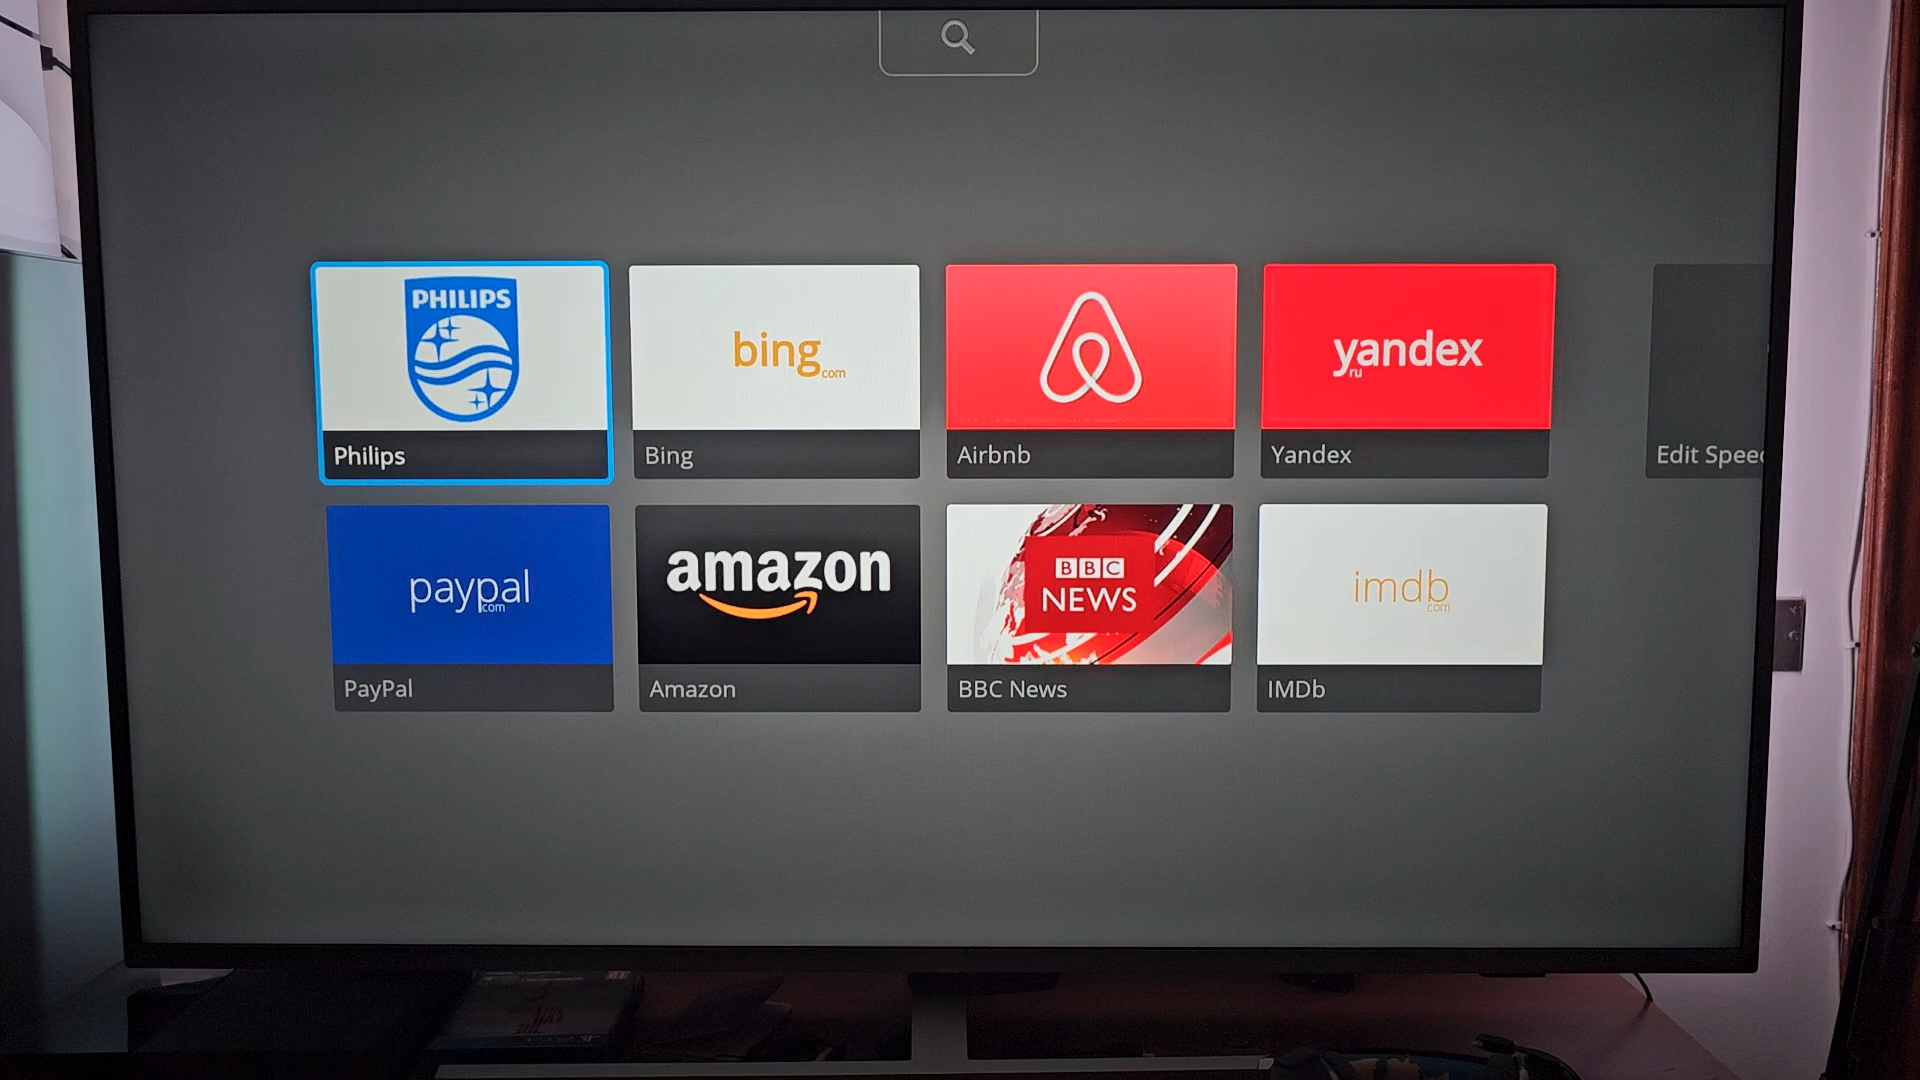 PHILIPS
bing
com
yandex
ru
Philips
Bing
Airbnb
Yandex
Edit Speed
paypal
com
amazon
BBC
NEWS
imdb
com
PayPal
Amazon
BBC News
IMDb